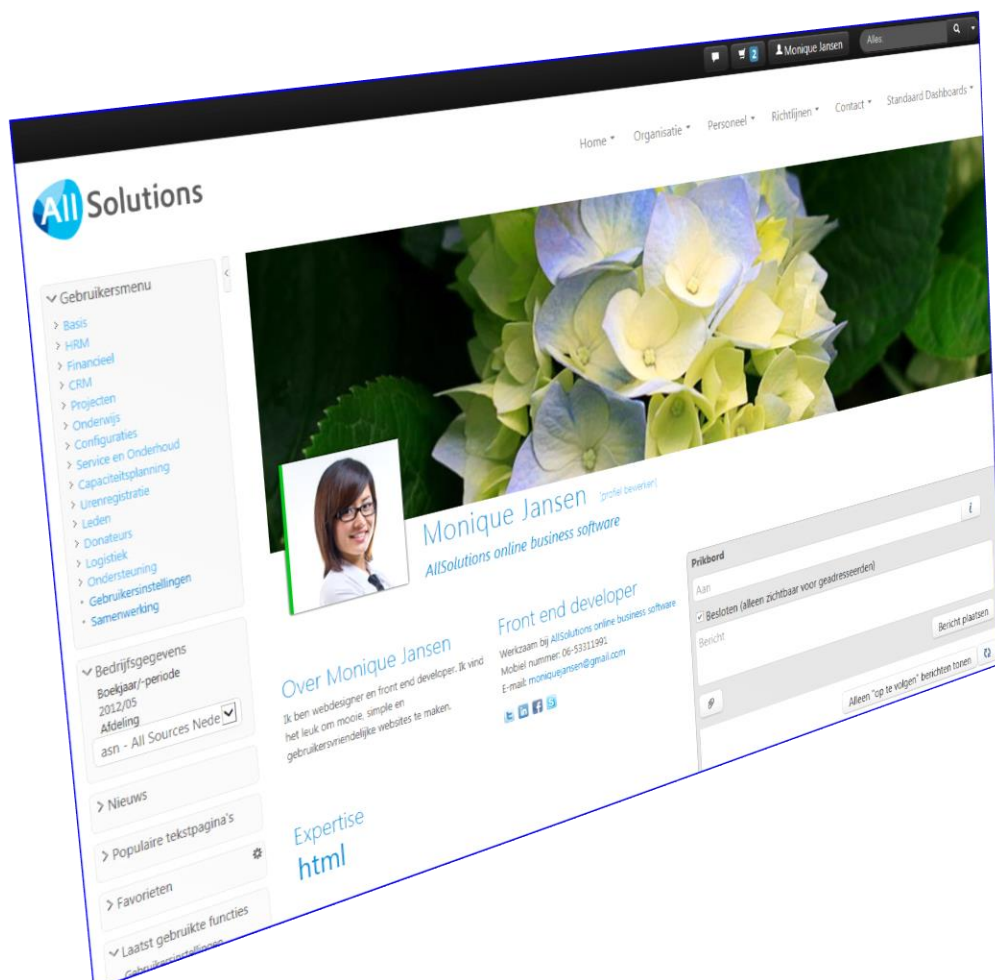 2
Monique Jansen
Alles
Home
Organisatie
Personeel
Richtlijnen
Contact
Standaard Dashboards
All Solutions
Gebruikersmenu
Basis
HRM
Financieel
CRM
Projecten
Onderwijs
Configuraties
Service en Onderhoud
Capaciteitsplanning
Urenregistratie
Leden
Donateurs
Logistiek
Ondersteuning
Gebruikersinstellingen
Samenwerking
Bedrijfsgegevens
Boekjaar/-periode
2012/05
Afdeling
asn - All Sources Nede
Nieuws
Populaire tekstpagina's
Favorieten
Laatst gebruikte functies
Gebruikersinstellingen
Monique Jansen [profiel bewerken]
AllSolutions online business software
Over Monique Jansen
Ik ben webdesigner en front end developer. Ik vind
het leuk om mooie, simple en
gebruikersvriendelijke websites te maken.
Front end developer
Werkzaam bij AllSolutions online business software
Mobiel nummer: 06-53311991
E-mail: moniquejansen@gmail.com
Expertise
html
Prikbord
Aan
i
Besloten (alleen zichtbaar voor geadresseerden)
Bericht
Bericht plaatsen
Alleen "op te volgen" berichten tonen